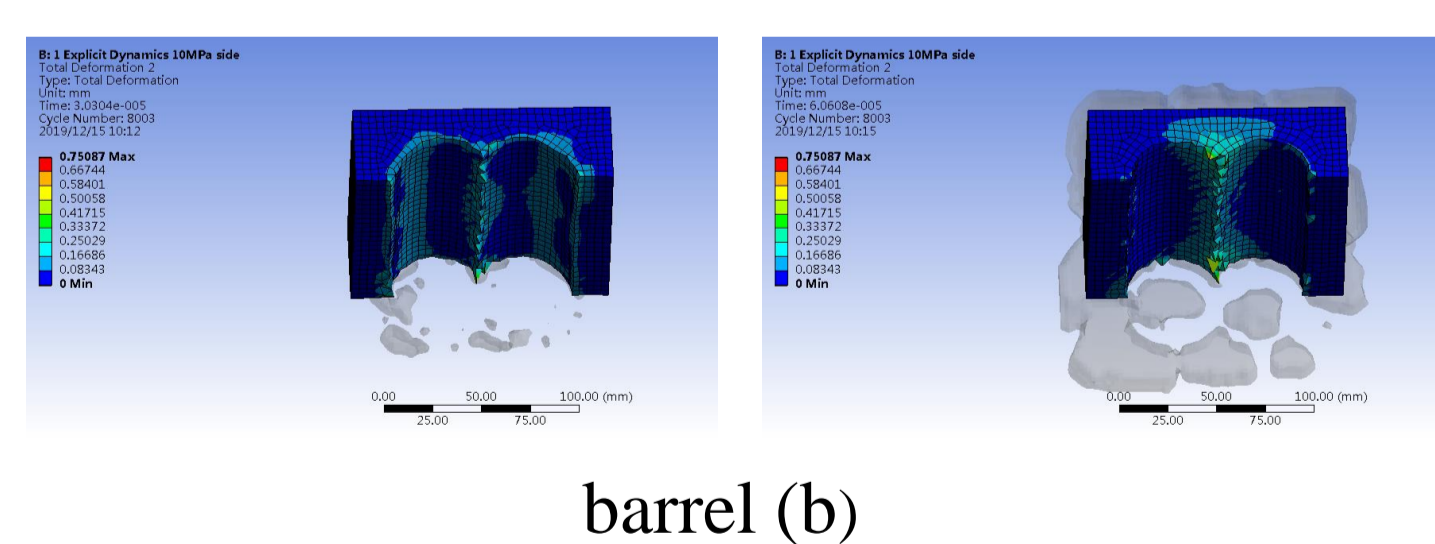 B: 1 Explicit Dynamics 10MPa side
Total Deformation 2
Type: Total Deformation
Unit: mm
Time: 3.0304e-005
Cycle Number: 8003
2019/12/15 10:12
0.75087 Max
0.66744
0.58401
0.50058
0.41715
0.33372
0.25029
0.16686
0.08343
0 Min
0.00 50.00 100.00 (mm)
25.00 75.00
B: 1 Explicit Dynamics 10MPa side
Total Deformation 2
Type: Total Deformation
Unit: mm
Time: 6.0608e-005
Cycle Number: 8003
2019/12/15 10:15
0.75087 Max
0.66744
0.58401
0.50058
0.41715
0.33372
0.25029
0.16686
0.08343
0 Min
0.00 50.00 100.00 (mm)
25.00 75.00
barrel (b)